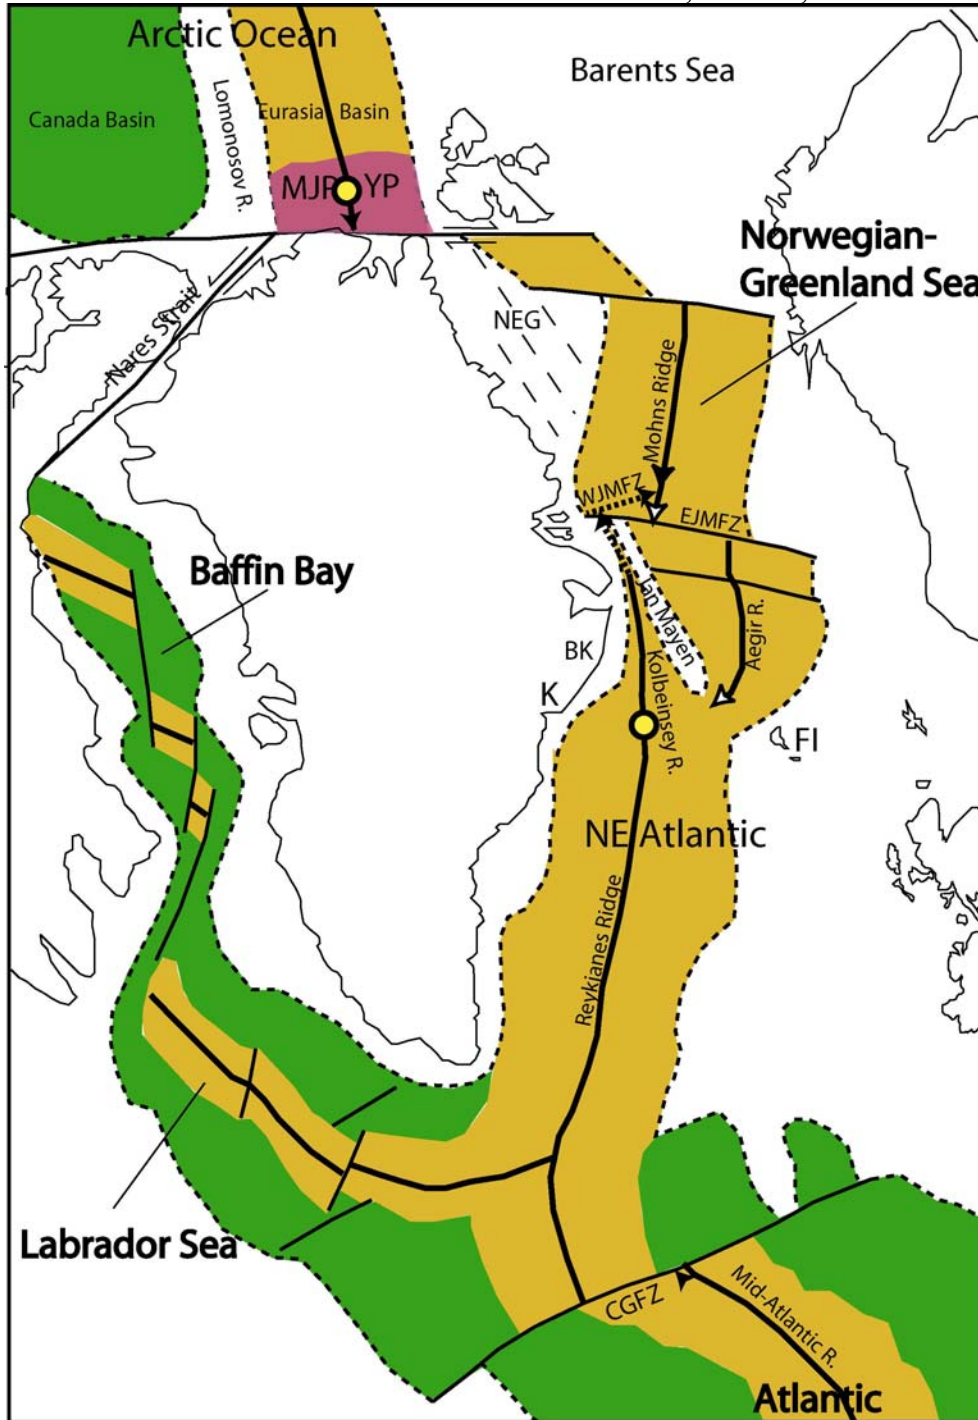 Arctic Ocean
Barents Sea
Canada Basin
Lomonosov R.
Eurasia Basin
MJP YP
Norwegian-
Greenland Sea
Nares Strait
NEG
Mohns Ridge
WJMFZ
EJMFZ
Baffin Bay
Jan Mayen
Aegir R.
BK
Kolbeinsey R.
K
FI
NE Atlantic
Reykianes Ridge
Labrador Sea
CGFZ
Mid-Atlantic R.
Atlantic